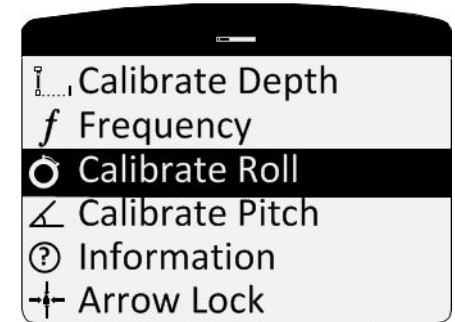 Calibrate Depth
f Frequency
Calibrate Roll
Calibrate Pitch
? Information
Arrow Lock